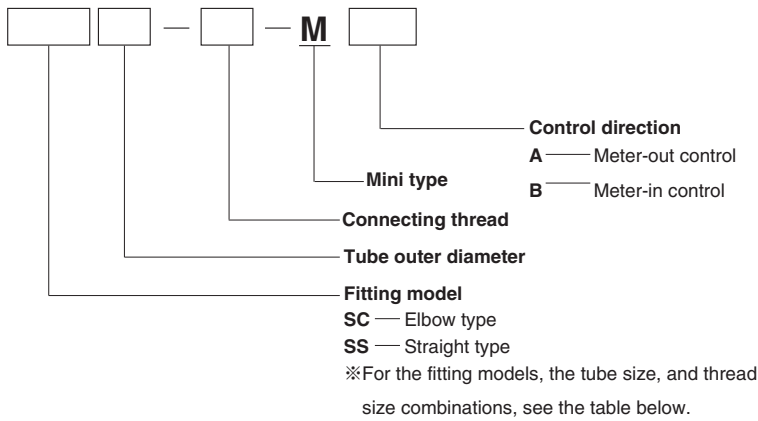 — — M
Control direction
A — Meter-out control
Mini type
B — Meter-in control
Connecting thread
Tube outer diameter
Fitting model
SC — Elbow type
SS — Straight type
※For the fitting models, the tube size, and thread
size combinations, see the table below.